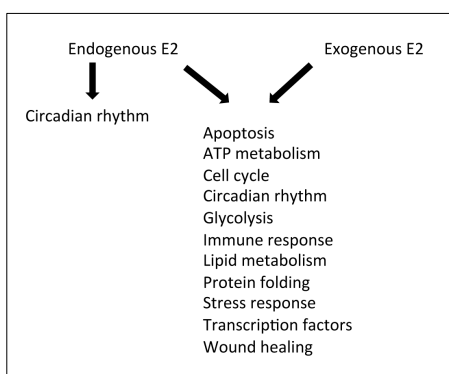 Endogenous E2 Exogenous E2
Circadian rhythm
Apoptosis
ATP metabolism
Cell cycle
Circadian rhythm
Glycolysis
Immune response
Lipid metabolism
Protein folding
Stress response
Transcription factors
Wound healing